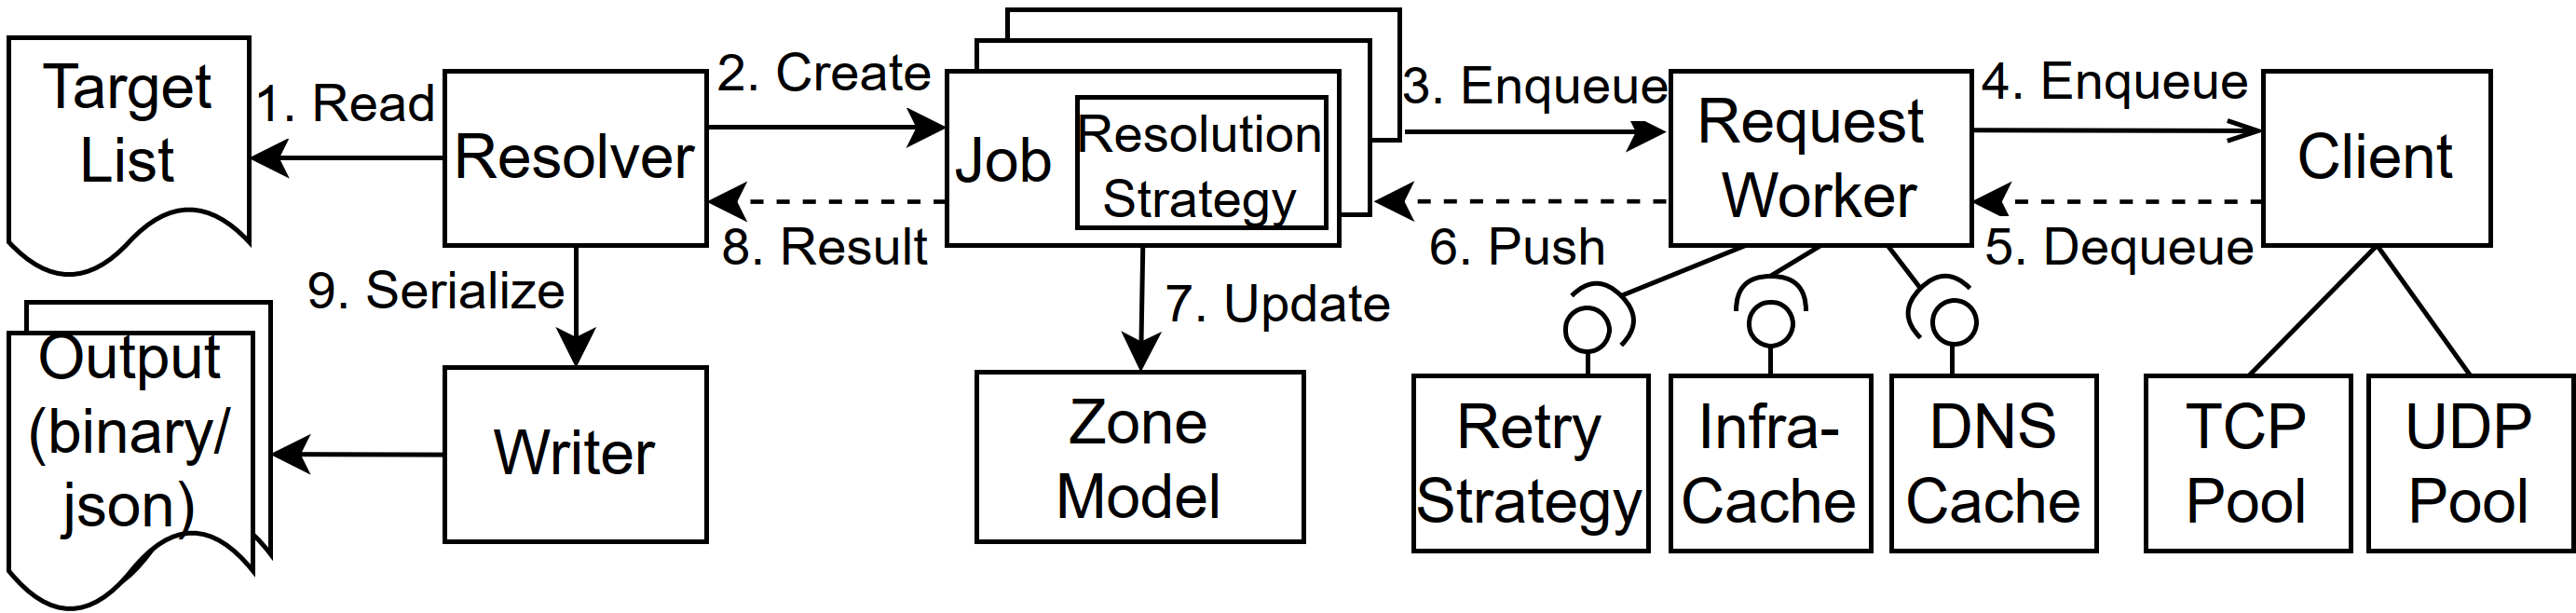 Target
List
1. Read
Resolver
2. Create
Job
Resolution
Strategy
3. Enqueue
Request
Worker
4. Enqueue
Client
8. Result
6. Push
5. Dequeue
9. Serialize
7. Update
Output
(binary/
json)
Writer
Zone
Model
Retry
Strategy
Infra-
Cache
DNS
Cache
TCP
Pool
UDP
Pool